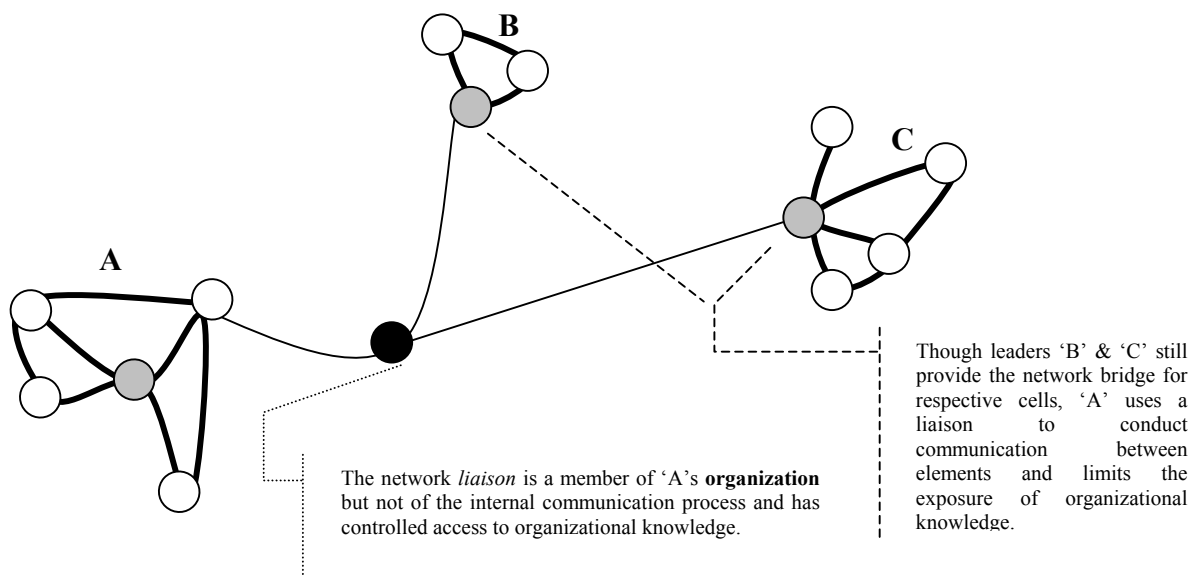 B
C
A
Though leaders ‘B’ & ‘C’ still
provide the network bridge for
respective cells, ‘A’ uses a
liaison to conduct
communication between
elements and limits the
exposure of organizational
knowledge.
The network liaison is a member of ‘A’s organization
but not of the internal communication process and has
controlled access to organizational knowledge.